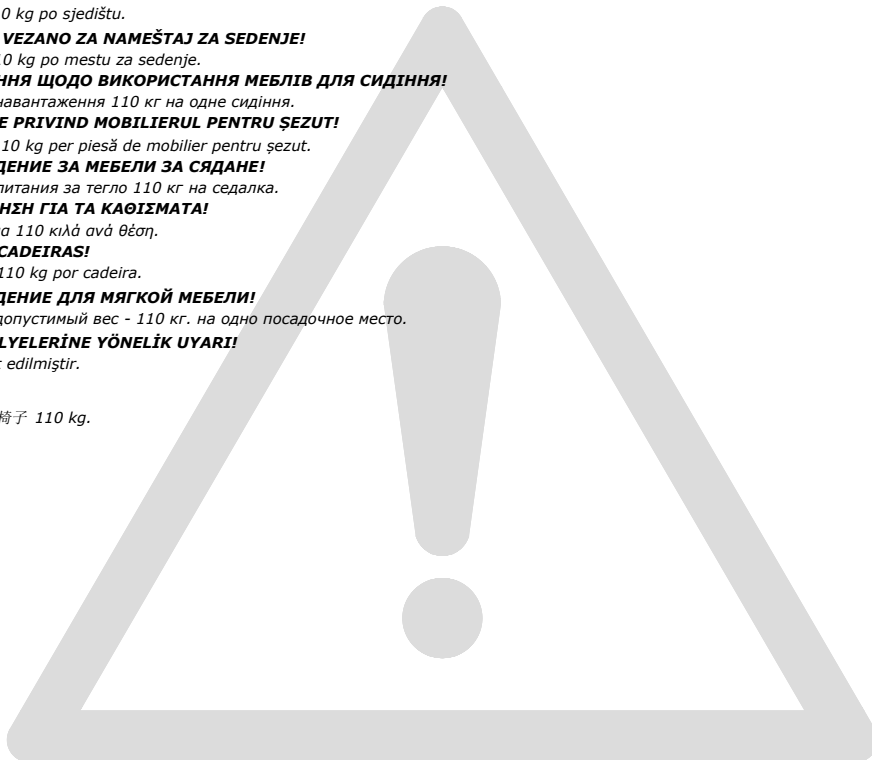 0 kg po sjedištu.
VEZANO ZA NAMEŠTAJ ZA SEDENJE!
10 kg po mestu za sedenje.
ННЯ ЩОДО ВИКОРИСТАННЯ МЕБЛІВ ДЛЯ СИДІННЯ!
навантаження 110 кг на одне сидіння.
E PRIVIND MOBILIERUL PENTRU ȘEZUT!
110 kg per piesă de mobilier pentru șezut.
ДЕНИЕ ЗА МЕБЕЛИ ЗА СЯДАНЕ!
питания за тегло 110 кг на седалка.
ΗΣΗ ΓΙΑ ΤΑ ΚΑΘΙΣΜΑΤΑ!
α 110 κιλά ανά θέση.
CADEIRAS!
110 kg por cadeira.
ДЕНИЕ ДЛЯ МЯГКОЙ МЕБЕЛИ!
допустимый вес - 110 кг. на одно посадочное место.
LYELERİNE YÖNELİK UYARI!
edilmiştir.
椅子 110 kg.